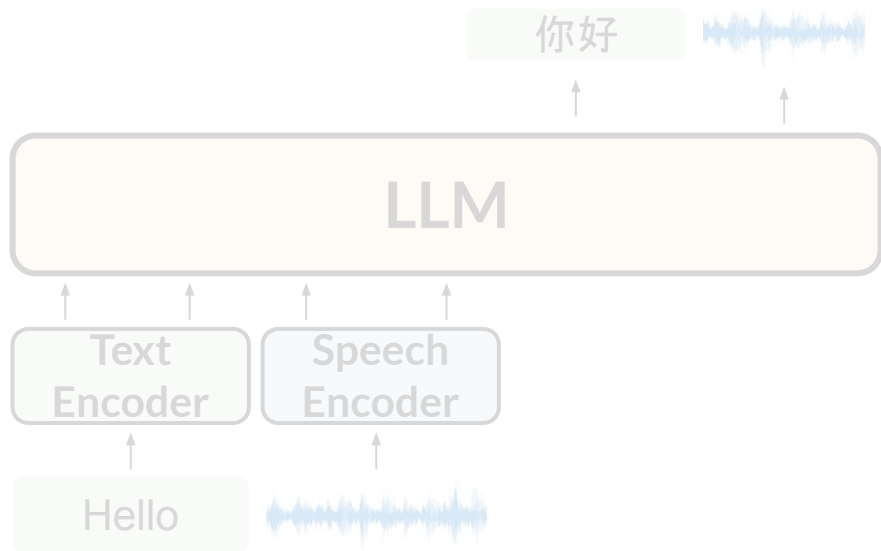 你好
LLM
Text
Encoder
Speech
Encoder
Hello